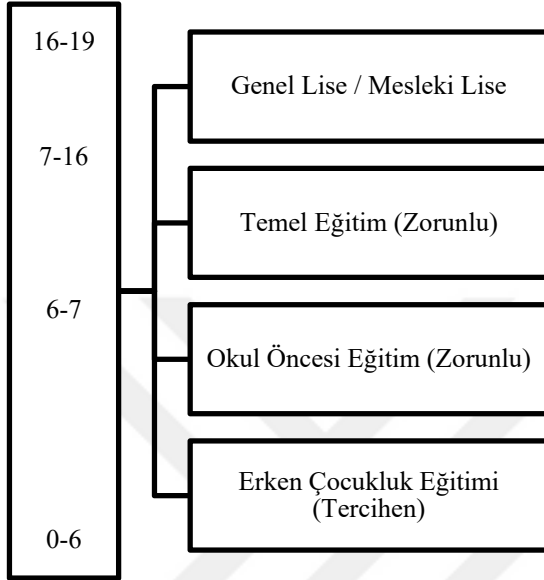 16-19
Genel Lise / Mesleki Lise
7-16
Temel Eğitim (Zorunlu)
6-7
Okul Öncesi Eğitim (Zorunlu)
Erken Çocukluk Eğitimi
(Tercihen)
0-6